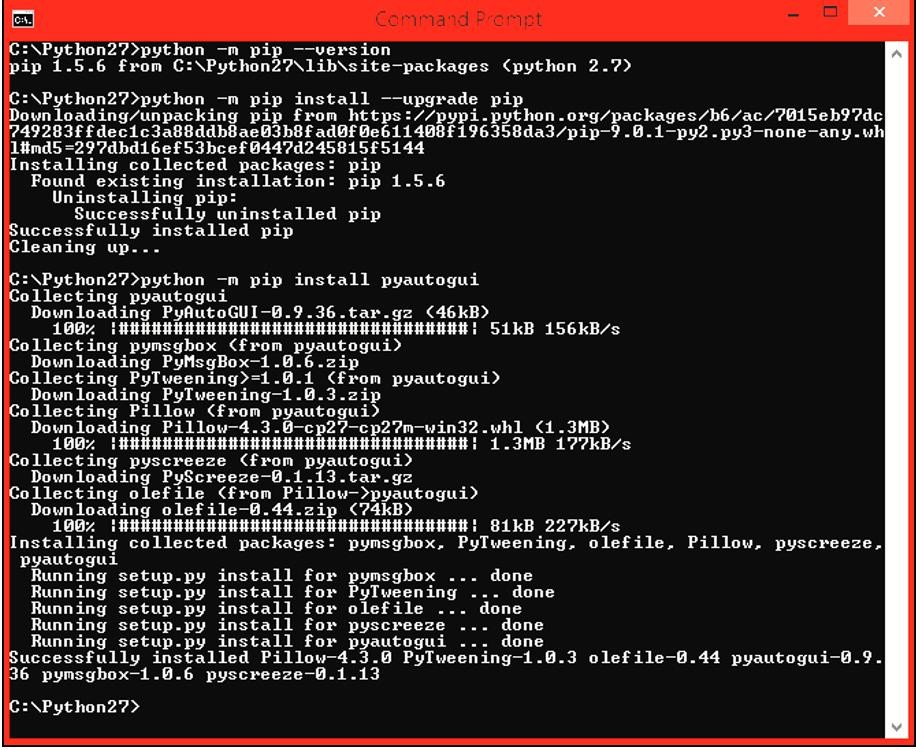 Command Prompt
C:\Python27>python -m pip --version
pip 1.5.6 from C:\Python27\lib\site-packages (python 2.7)
C:\Python27>python -m pip install --upgrade pip
Downloading/unpacking pip from https://pypi.python.org/packages/b6/ac/7015eb97dc
749283ffdec1c3a88ddb8ae03b8fad0f0e611408f196358da3/pip-9.0.1-py2.py3-none-any.wh
l#md5=297dbd16ef53bcef0447d245815f5144
Installing collected packages: pip
  Found existing installation: pip 1.5.6
    Uninstalling pip:
      Successfully uninstalled pip
Successfully installed pip
Cleaning up...
C:\Python27>python -m pip install pyautogui
Collecting pyautogui
  Downloading PyAutoGUI-0.9.36.tar.gz (46kB)
    100% |################################| 51kB 156kB/s
Collecting pymsgbox (from pyautogui)
  Downloading PyMsgBox-1.0.6.zip
Collecting PyTweening>=1.0.1 (from pyautogui)
  Downloading PyTweening-1.0.3.zip
Collecting Pillow (from pyautogui)
  Downloading Pillow-4.3.0-cp27-cp27m-win32.whl (1.3MB)
    100% |################################| 1.3MB 177kB/s
Collecting pyscreeze (from pyautogui)
  Downloading PyScreeze-0.1.13.tar.gz
Collecting olefile (from Pillow->pyautogui)
  Downloading olefile-0.44.zip (74kB)
    100% |################################| 81kB 227kB/s
Installing collected packages: pymsgbox, PyTweening, olefile, Pillow, pyscreeze,
 pyautogui
  Running setup.py install for pymsgbox ... done
  Running setup.py install for PyTweening ... done
  Running setup.py install for olefile ... done
  Running setup.py install for pyscreeze ... done
  Running setup.py install for pyautogui ... done
Successfully installed Pillow-4.3.0 PyTweening-1.0.3 olefile-0.44 pyautogui-0.9.
36 pymsgbox-1.0.6 pyscreeze-0.1.13
C:\Python27>